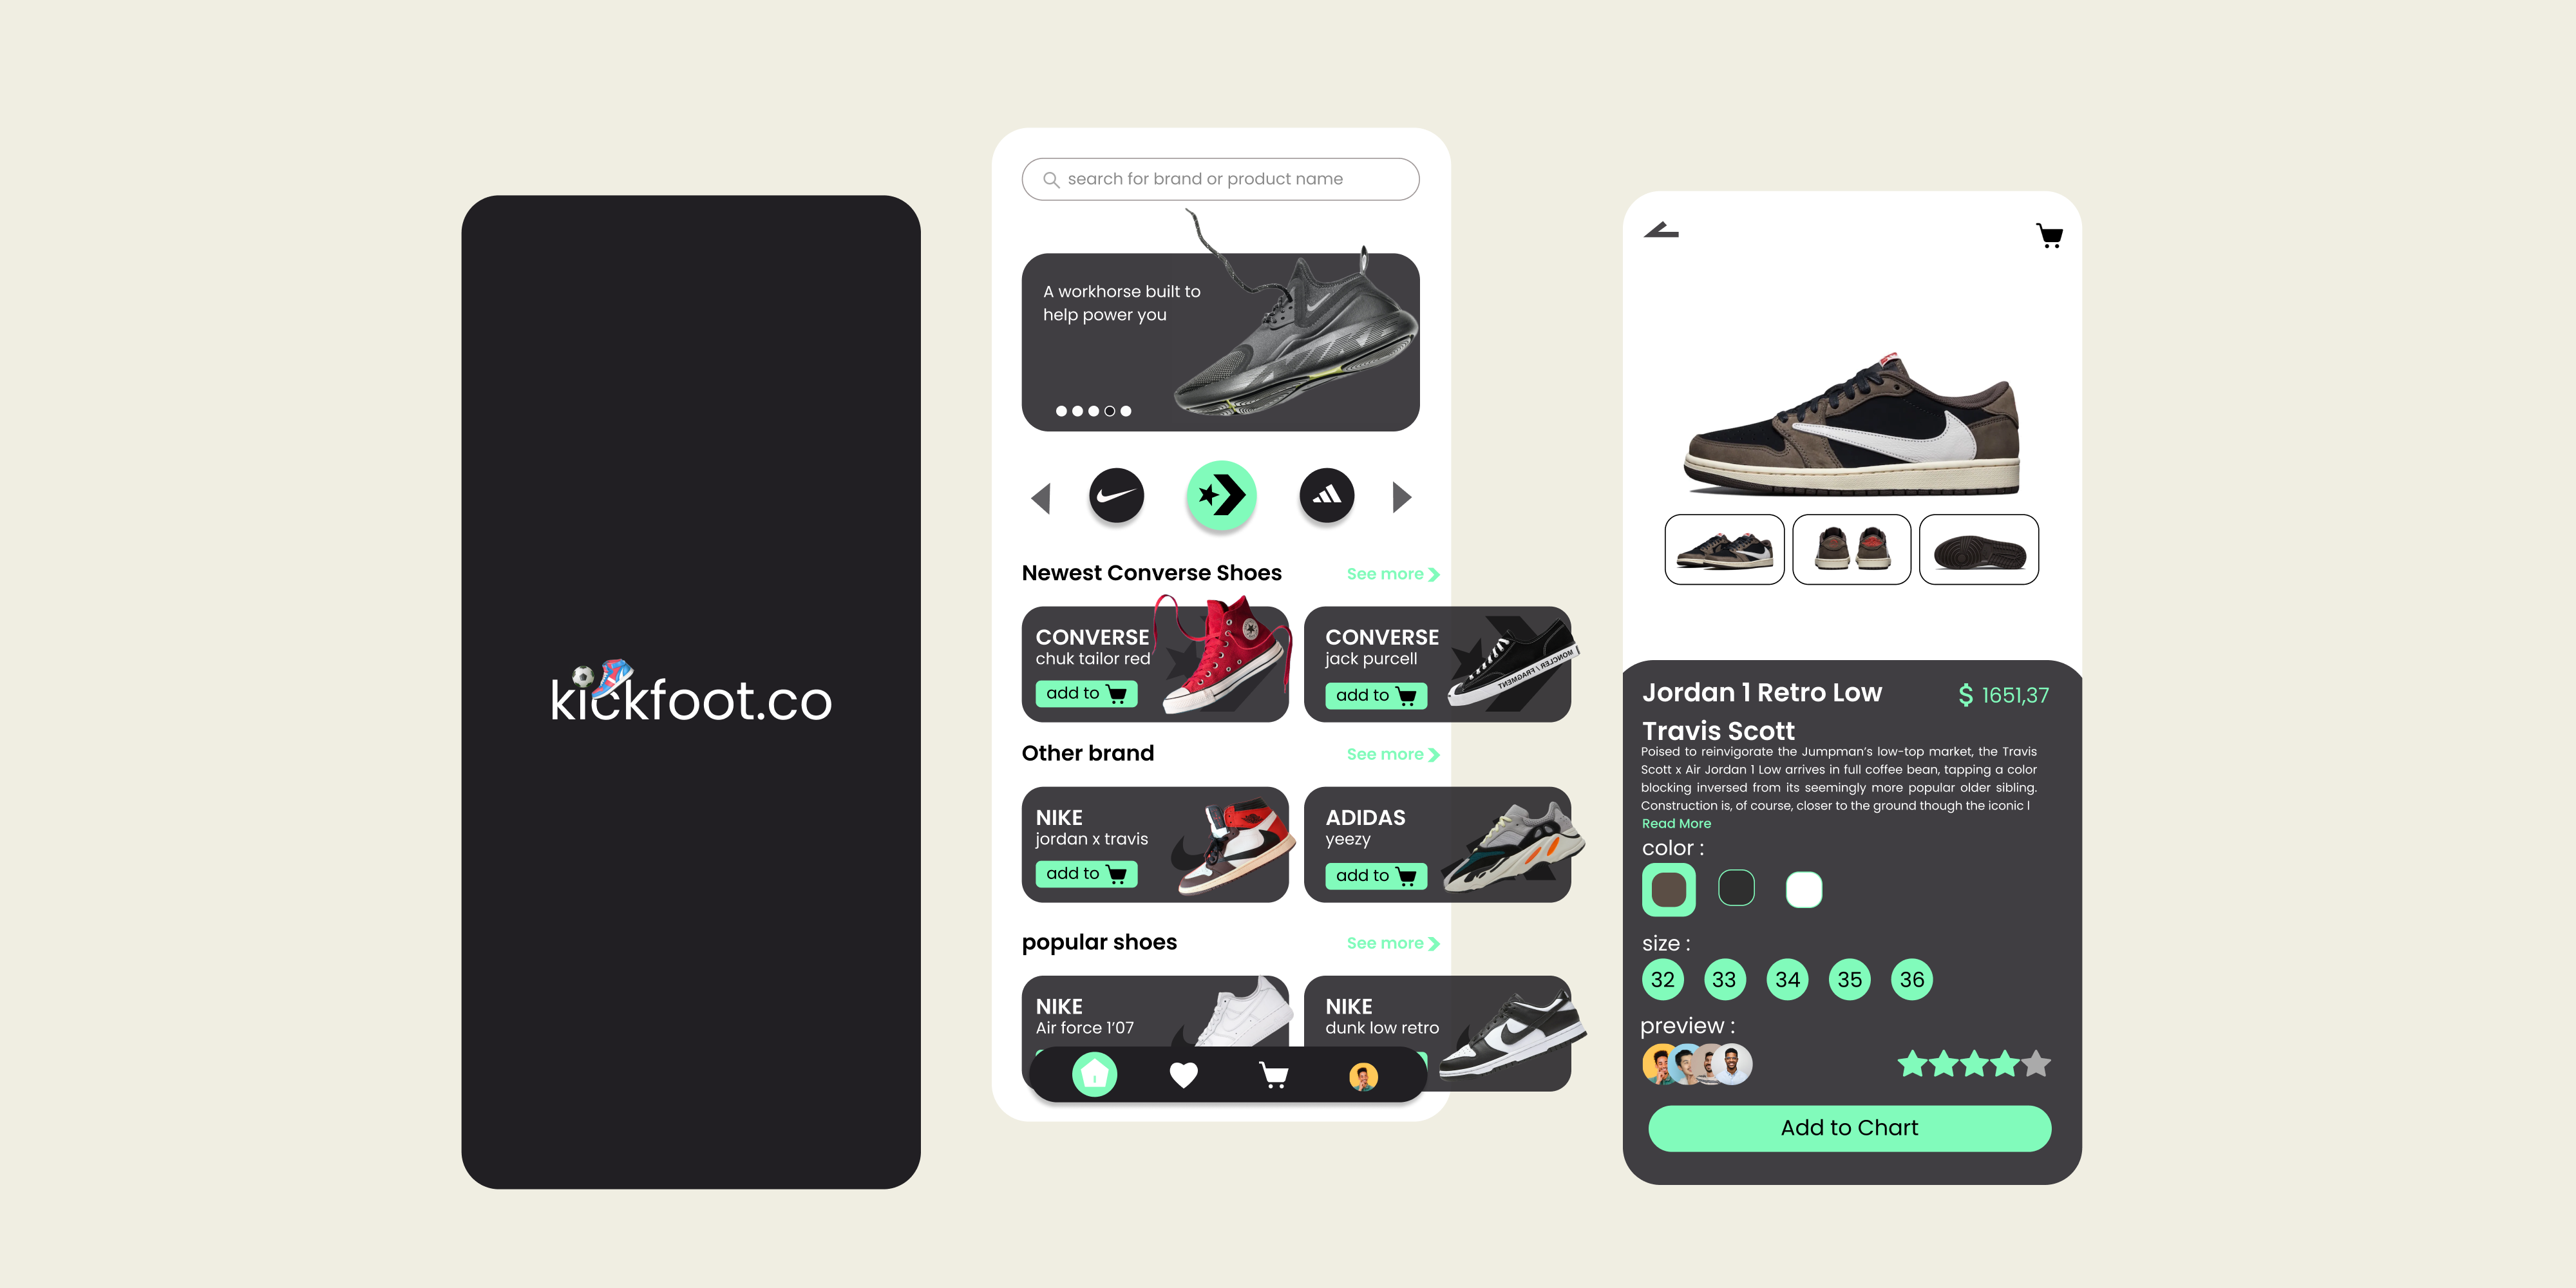 kickfoot.co
search for brand or product name
A workhorse built to
help power you
Newest Converse Shoes
See more
CONVERSE
chuk tailor red
add to
CONVERSE
jack purcell
add to
MONCLER / FRAGMENT
Other brand
See more
NIKE
jordan x travis
add to
ADIDAS
yeezy
add to
popular shoes
See more
NIKE
Air force 1'07
NIKE
dunk low retro
Jordan 1 Retro Low
Travis Scott
$ 1651,37
Poised to reinvigorate the Jumpman's low-top market, the Travis
Scott x Air Jordan 1 Low arrives in full coffee bean, tapping a color
blocking inversed from its seemingly more popular older sibling.
Construction is, of course, closer to the ground though the iconic l
Read More
color :
size :
32
33
34
35
36
preview :
Add to Chart